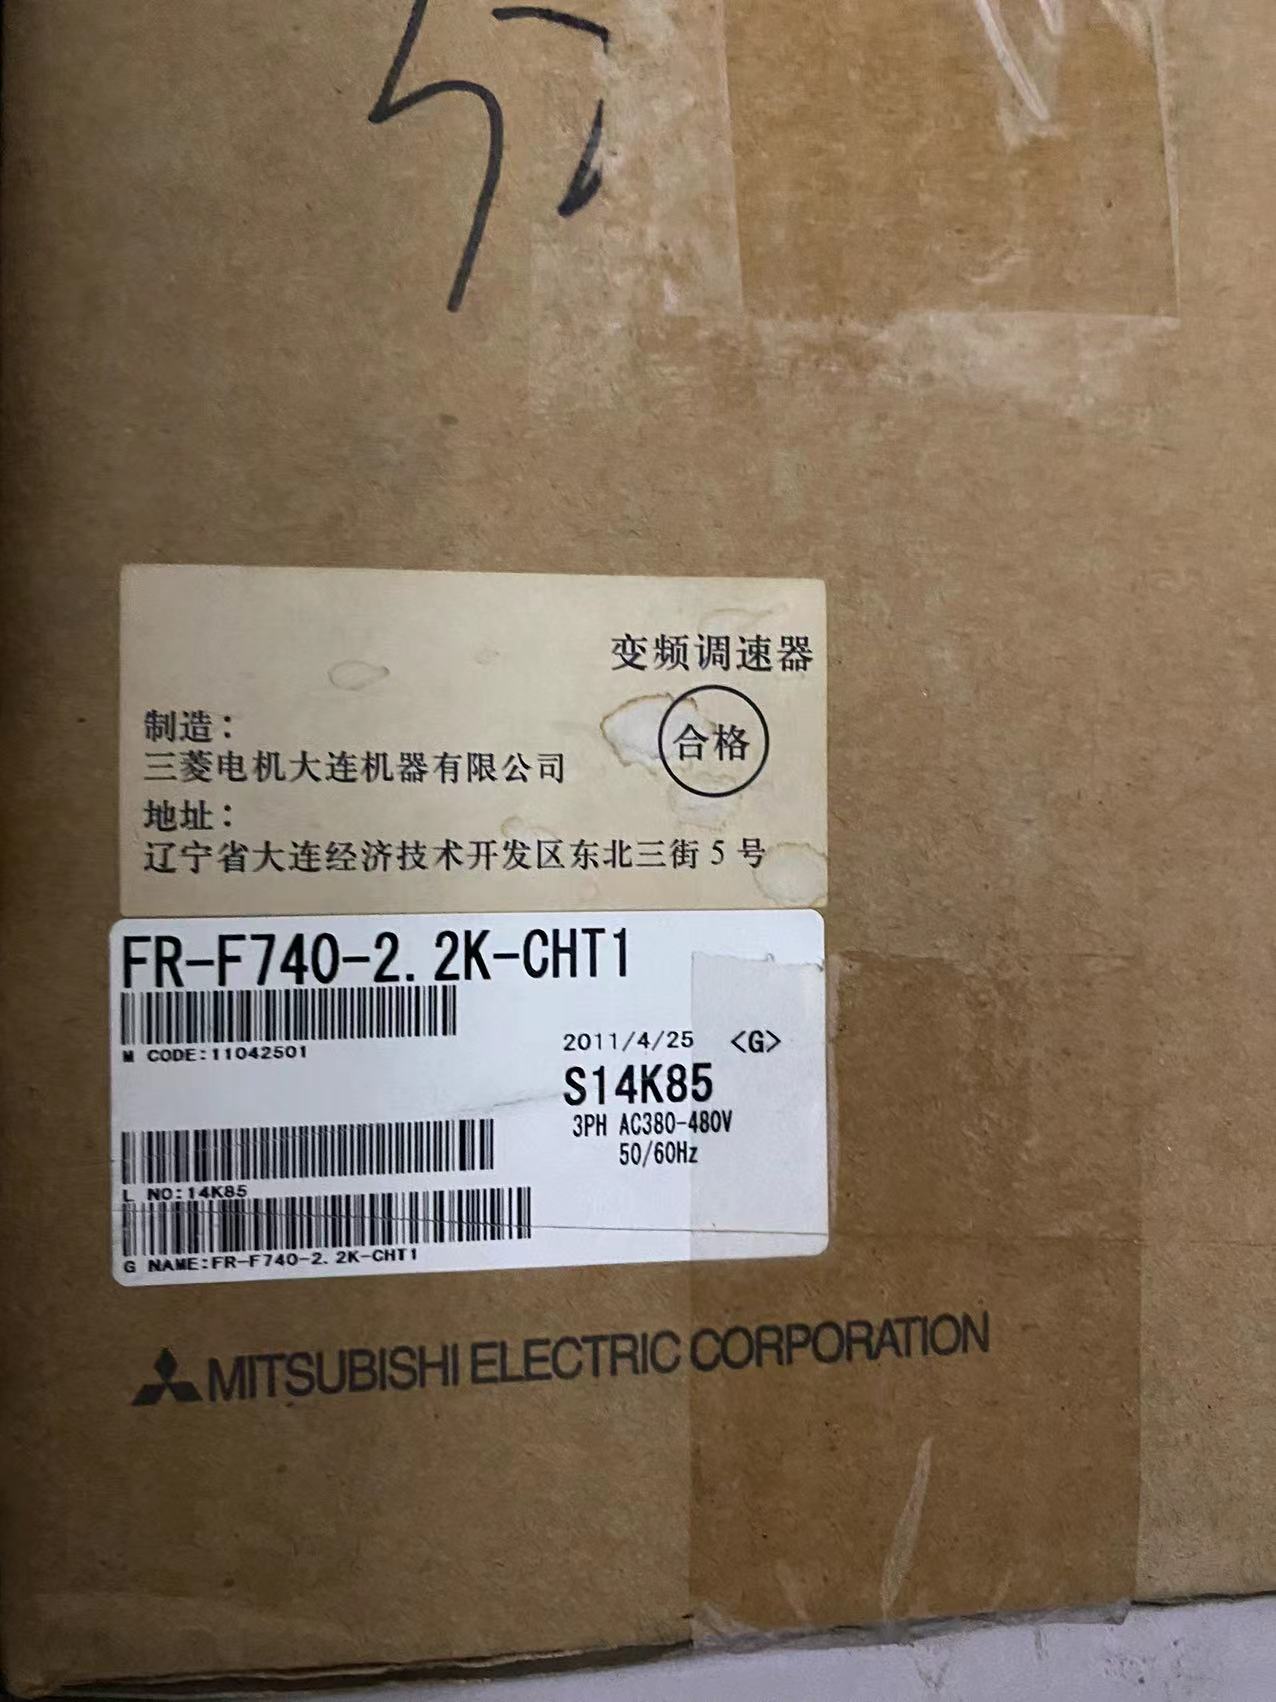 变频调速器
合格
制造：
三菱电机大连机器有限公司
地址：
辽宁省大连经济技术开发区东北三街 5 号
FR-F740-2. 2K-CHT1
M CODE:11042501
2011/4/25 <G>
S14K85
3PH AC380-480V
50/60Hz
L NO:14K85
G NAME:FR-F740-2. 2K-CHT1
MITSUBISHI ELECTRIC CORPORATION